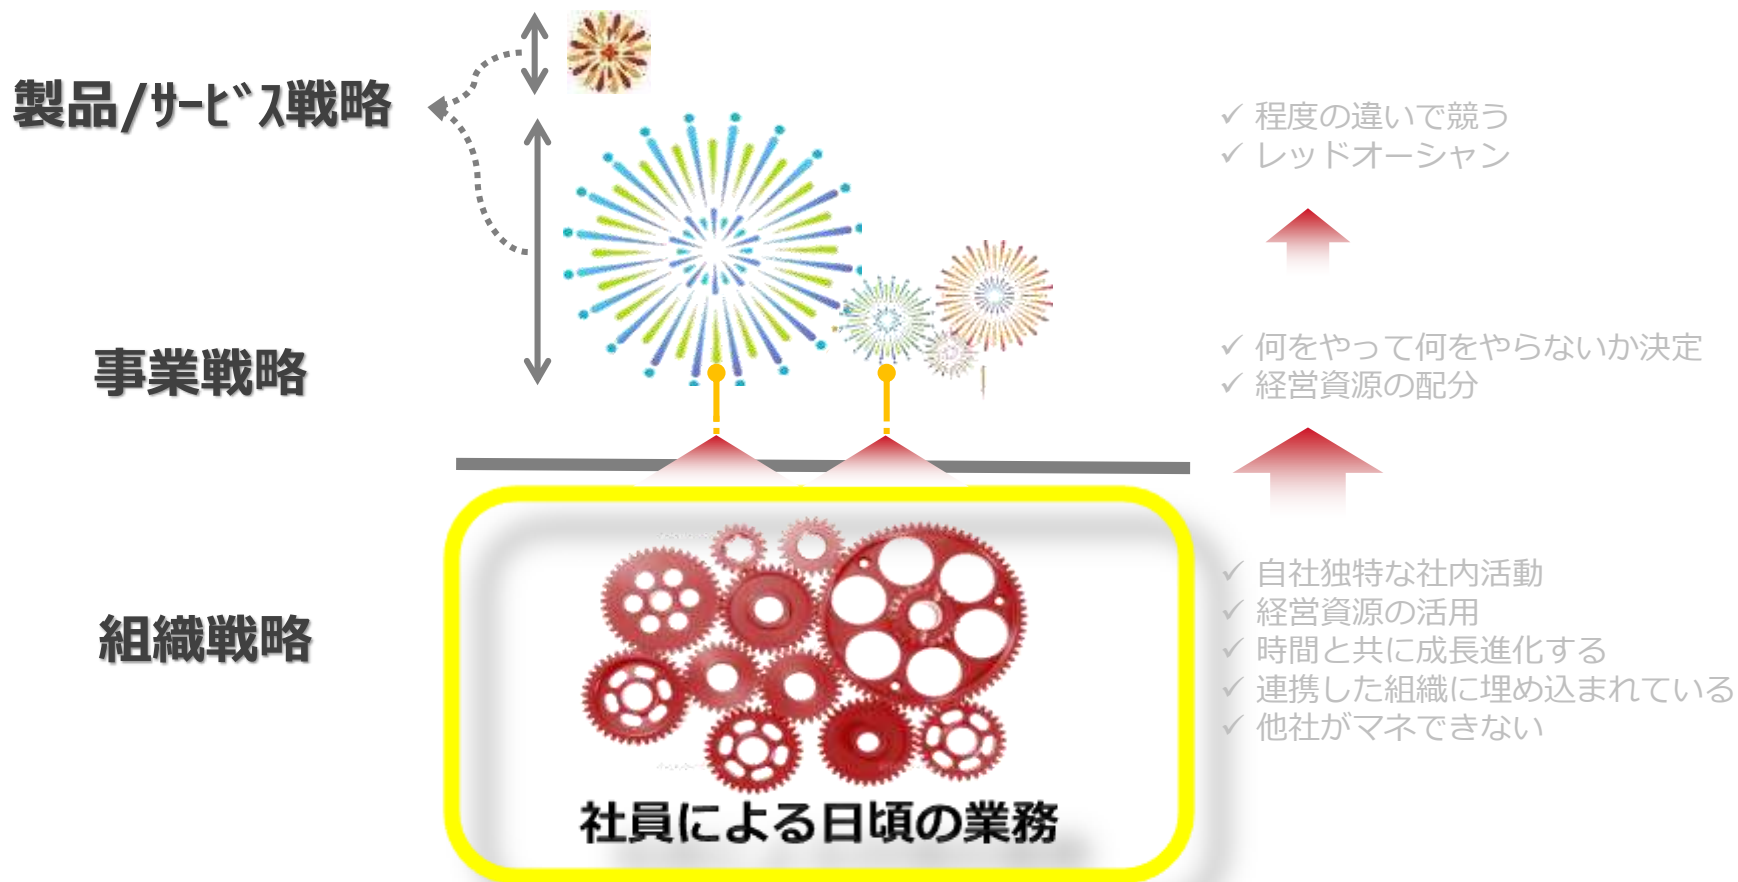 製品/ｻｰﾋﾞｽ戦略
✓ 程度の違いで競う
✓ レッドオーシャン
事業戦略
✓ 何をやって何をやらないか決定
✓ 経営資源の配分
組織戦略
✓ 自社独特な社内活動
✓ 経営資源の活用
✓ 時間と共に成長進化する
✓ 連携した組織に埋め込まれている
✓ 他社がマネできない
社員による日頃の業務